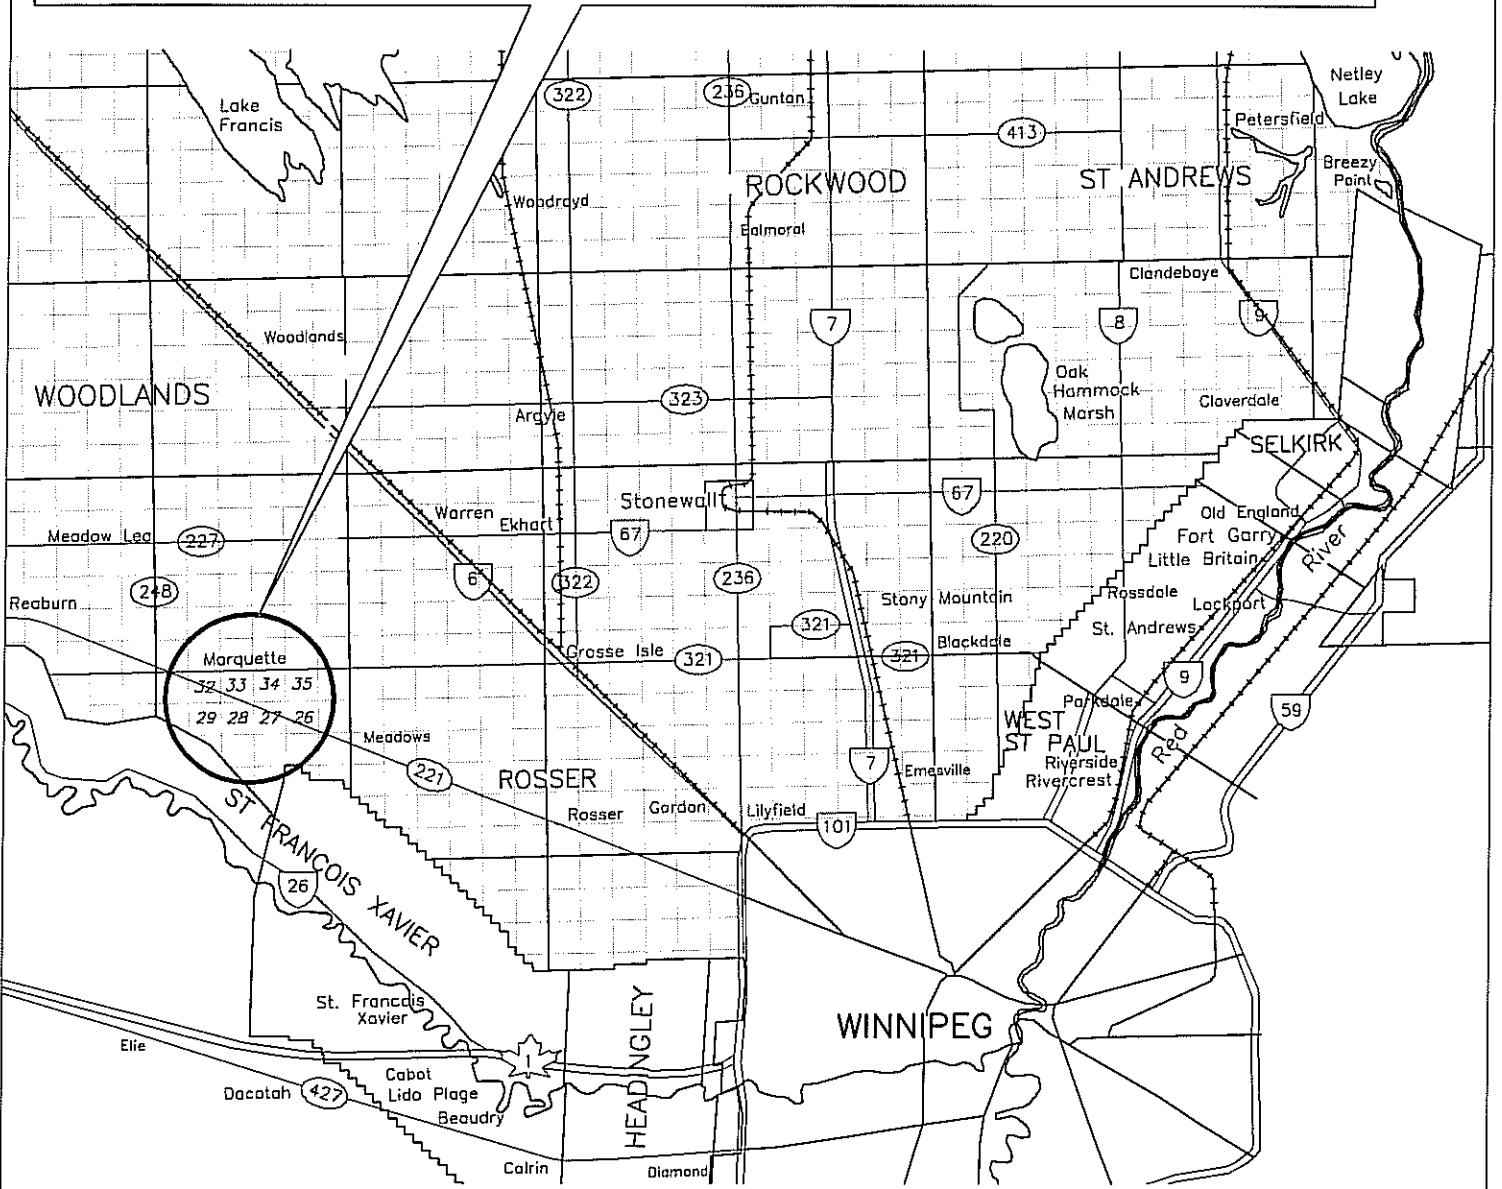 322
236
Gunton
Netley
Lake
Lake
Francis
Petersfield
413
Breezy
Point
ROCKWOOD
ST ANDREWS
Woodroyd
Balmoral
Clandeboye
7
8
9
Woodlands
Oak
Hammock
Marsh
WOODLANDS
323
Argyle
Cloverdale
SELKIRK
Stonewall
67
Warren
Ekhart
Old England
Meadow Lea
227
67
220
Fort Garry
Little Britain
River
6
322
236
248
Reaburn
Stony Mountain
Rossdale
Lockport
321
St. Andrews
Marquette
Grosse Isle
321
321
Blackdale
32 33 34 35
9
29 28 27 26
Parkdale
59
Meadows
WEST
ST PAUL
Red
221
ROSSER
7
Emesville
Riverside
Rivercrest
ST FRANCOIS XAVIER
Rosser
Gordon
Lilyfield
101
26
St. Francois
Xavier
HEADINGLEY
WINNIPEG
Elie
1
Cabot
Lido Plage
Dacotah
427
Beaudry
Calrin
Diamond